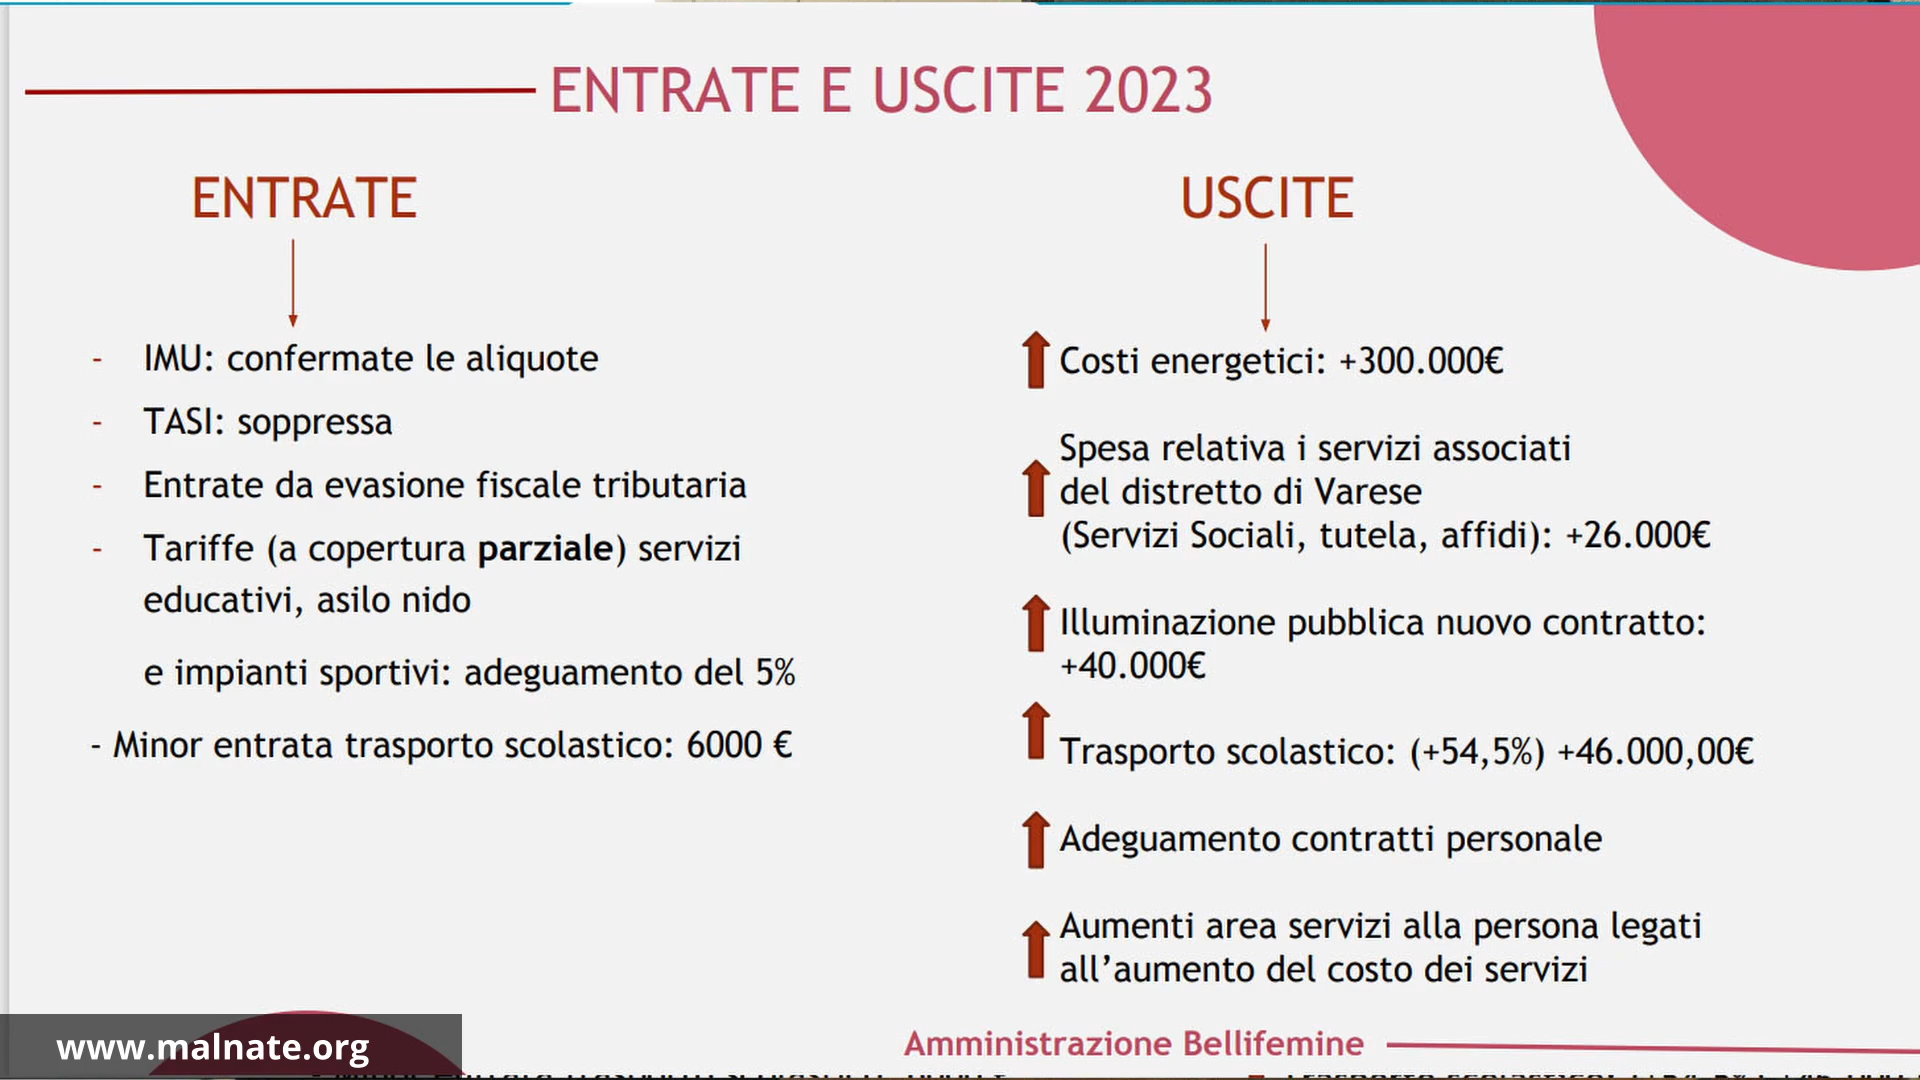 ENTRATE E USCITE 2023
ENTRATE
- IMU: confermate le aliquote
- TASI: soppressa
- Entrate da evasione fiscale tributaria
- Tariffe (a copertura parziale) servizi
educativi, asilo nido
e impianti sportivi: adeguamento del 5%
- Minor entrata trasporto scolastico: 6000 €
USCITE
Costi energetici: +300.000€
Spesa relativa i servizi associati
del distretto di Varese
(Servizi Sociali, tutela, affidi): +26.000€
Illuminazione pubblica nuovo contratto:
+40.000€
Trasporto scolastico: (+54,5%) +46.000,00€
Adeguamento contratti personale
Aumenti area servizi alla persona legati
all’aumento del costo dei servizi
www.malnate.org
Amministrazione Bellifemine